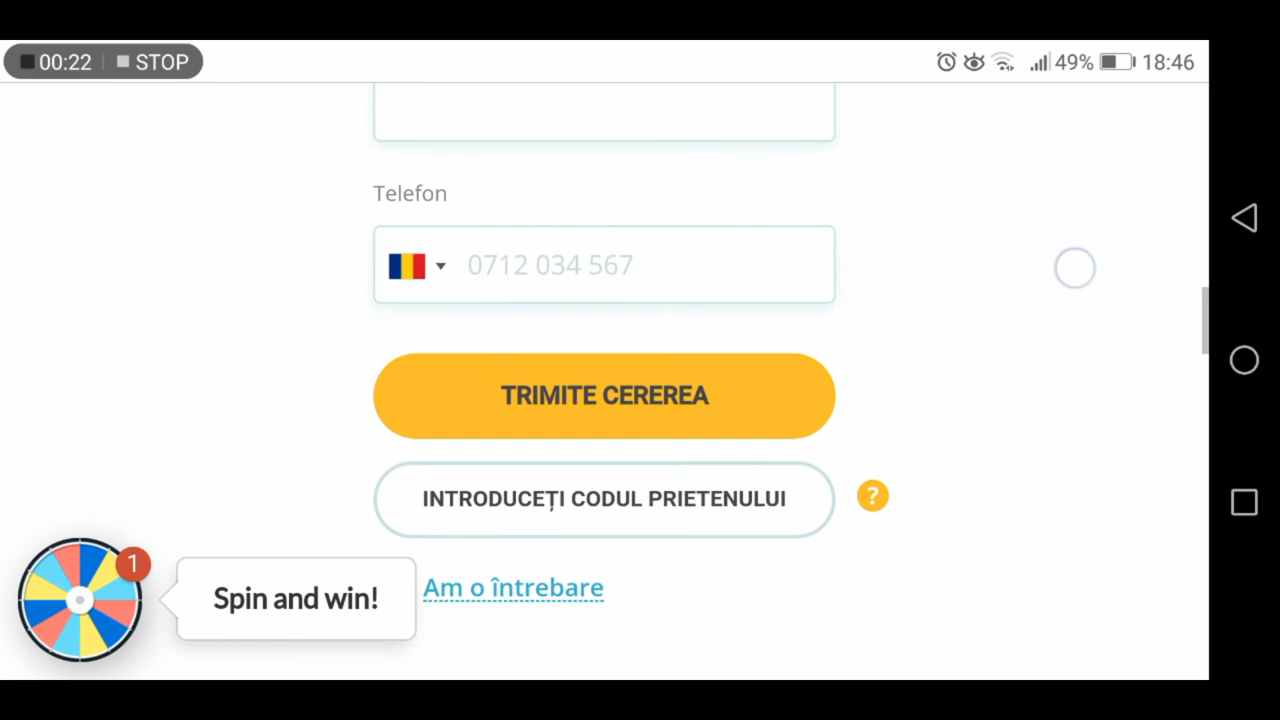 00:22 STOP
49% 18:46
Telefon
0712 034 567
TRIMITE CEREREA
INTRODUCEȚI CODUL PRIETENULUI
?
1
Spin and win!
Am o întrebare